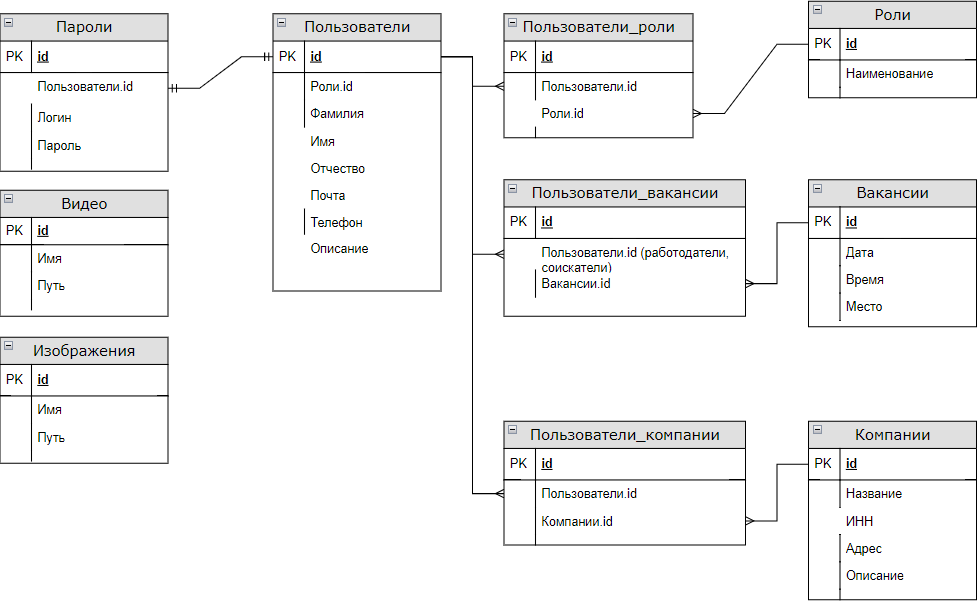 Пароли
PK id
Пользователи.id
Логин
Пароль
Видео
PK id
Имя
Путь
Изображения
PK id
Имя
Путь
Пользователи
PK id
Роли.id
Фамилия
Имя
Отчество
Почта
Телефон
Описание
Пользователи_роли
PK id
Пользователи.id
Роли.id
Роли
PK id
Наименование
Пользователи_вакансии
PK id
Пользователи.id (работодатели,
соискатели)
Вакансии.id
Вакансии
PK id
Дата
Время
Место
Пользователи_компании
PK id
Пользователи.id
Компании.id
Компании
PK id
Название
ИНН
Адрес
Описание